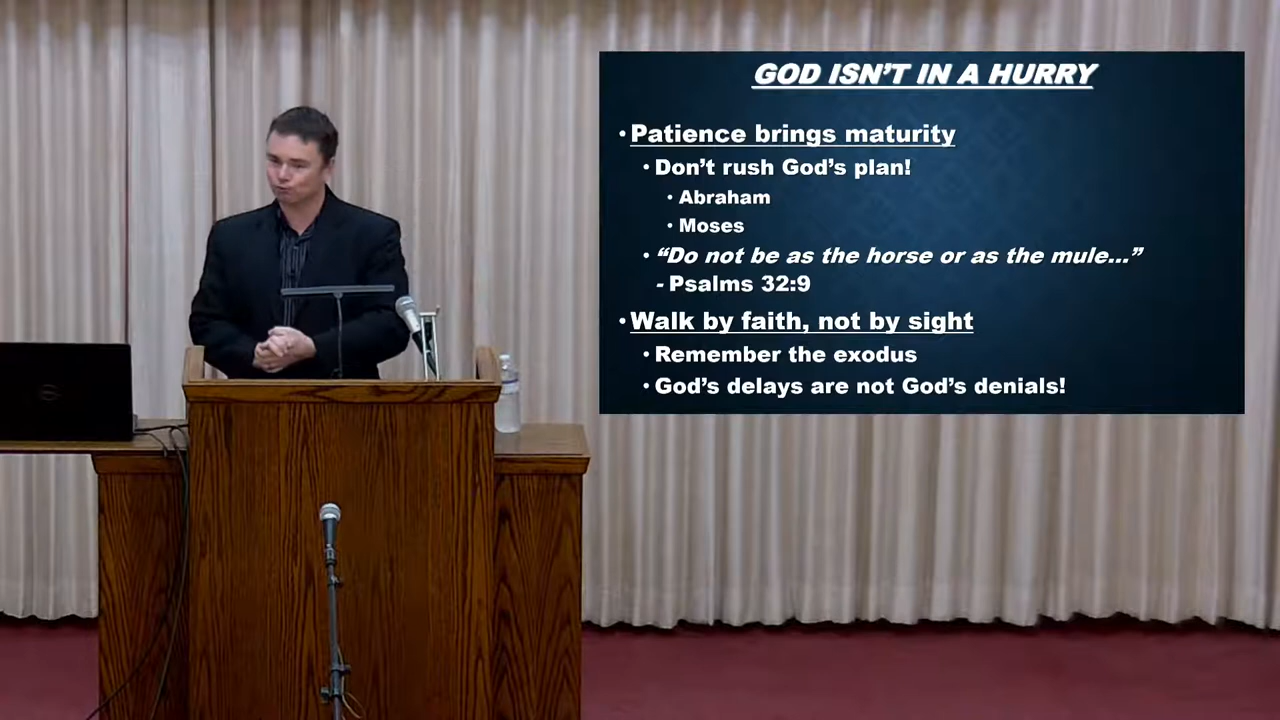 GOD ISN'T IN A HURRY
• Patience brings maturity
• Don't rush God's plan!
• Abraham
• Moses
• "Do not be as the horse or as the mule…"
- Psalms 32:9
• Walk by faith, not by sight
• Remember the exodus
• God's delays are not God's denials!